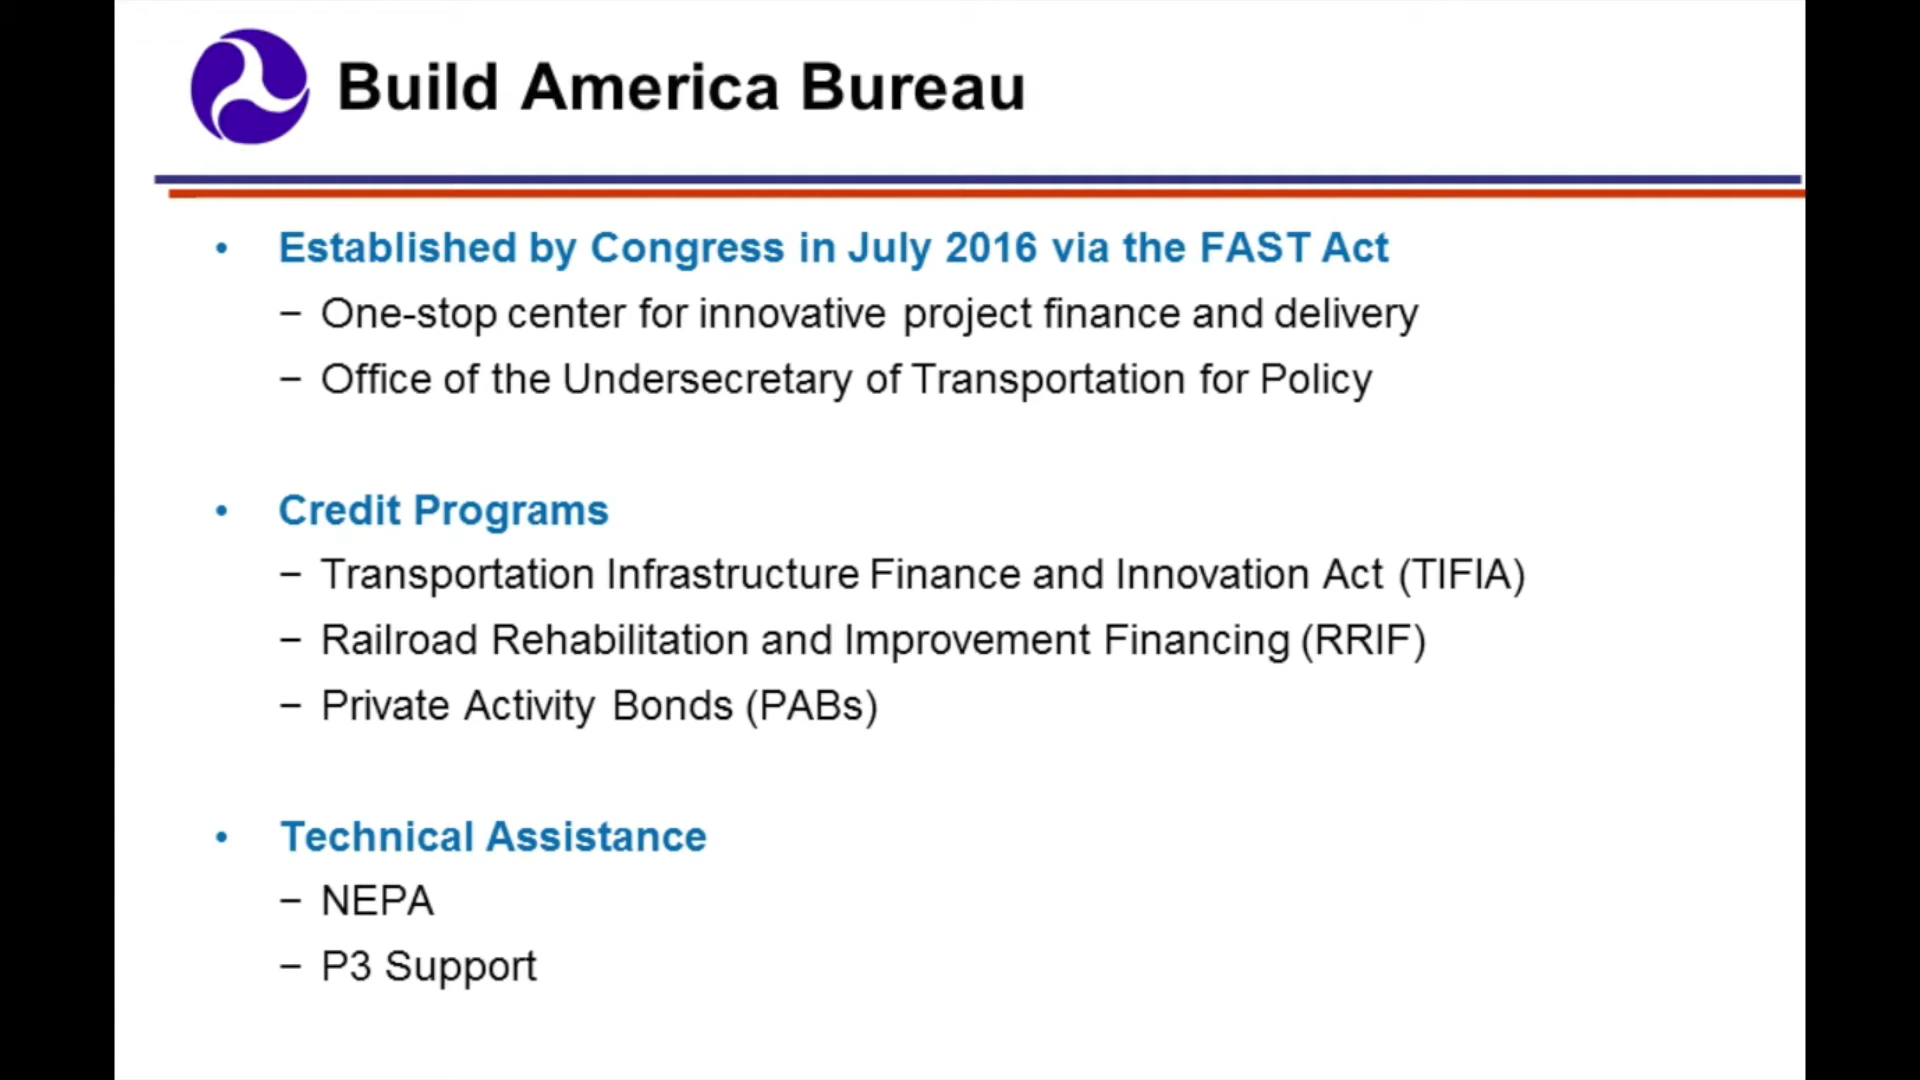 Build America Bureau
• Established by Congress in July 2016 via the FAST Act
– One-stop center for innovative project finance and delivery
– Office of the Undersecretary of Transportation for Policy
• Credit Programs
– Transportation Infrastructure Finance and Innovation Act (TIFIA)
– Railroad Rehabilitation and Improvement Financing (RRIF)
– Private Activity Bonds (PABs)
• Technical Assistance
– NEPA
– P3 Support